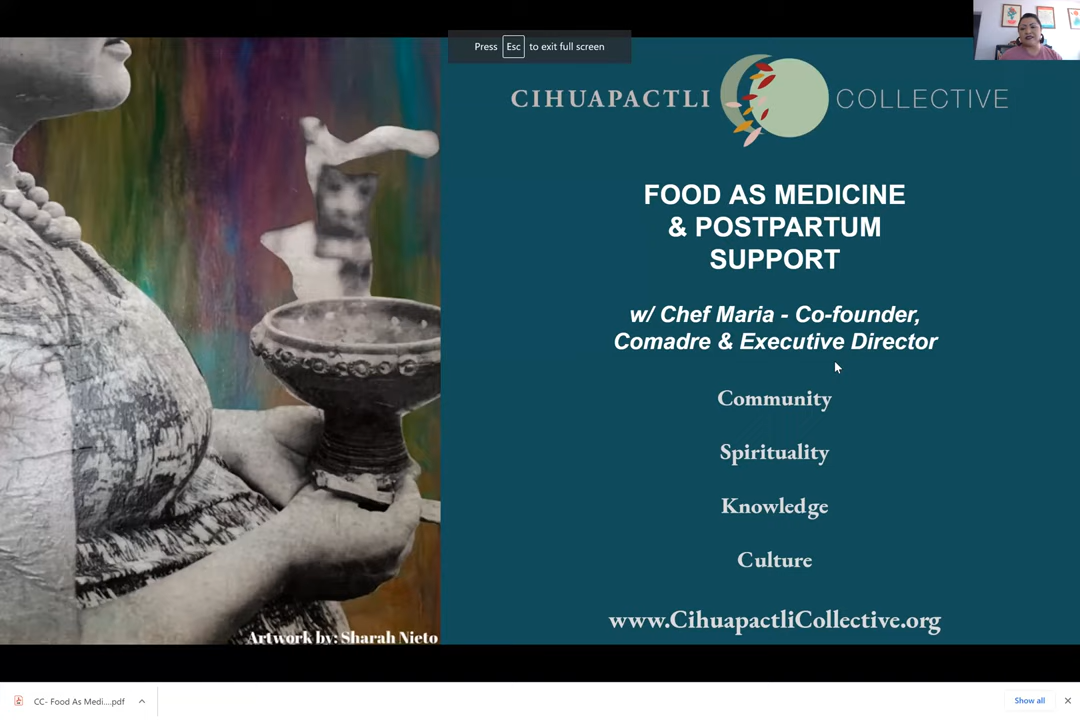 Press Esc to exit full screen
CIHUAPACTLI COLLECTIVE
FOOD AS MEDICINE
& POSTPARTUM
SUPPORT
w/ Chef Maria - Co-founder,
Comadre & Executive Director
Community
Spirituality
Knowledge
Culture
www.CihuapactliCollective.org
Artwork by: Sharah Nieto
CC- Food As Medi....pdf
Show all